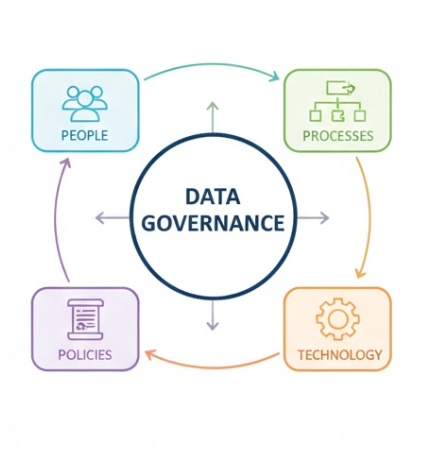 PEOPLE
PROCESSES
DATA
GOVERNANCE
POLICIES
TECHNOLOGY